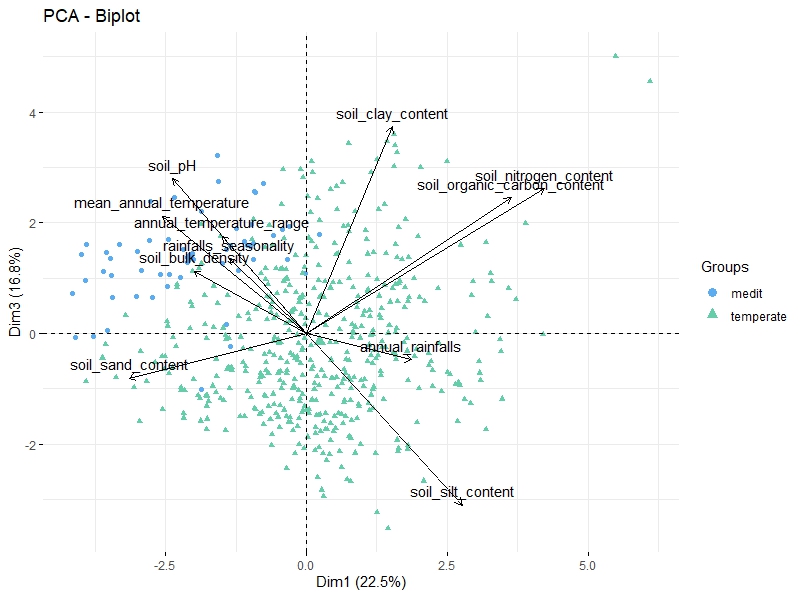 PCA - Biplot
soil_clay_content
soil_pH
soil_nitrogen_content
soil_organic_carbon_content
mean_annual_temperature
annual_temperature_range
rainfalls_seasonality
soil_bulk_density
annual_rainfalls
soil_sand_content
soil_silt_content
4
2
0
-2
Dim3 (16.8%)
-2.5
0.0
2.5
5.0
Dim1 (22.5%)
Groups
medit
temperate